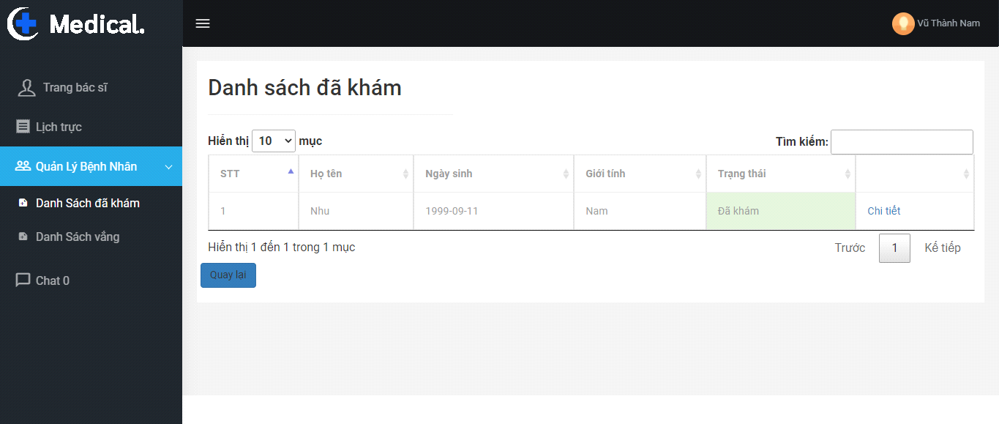 Medical.
Vũ Thành Nam
Trang bác sĩ
Lịch trực
Quản Lý Bệnh Nhân
Danh Sách đã khám
Danh Sách vắng
Chat 0
Danh sách đã khám
Hiển thị 10 mục
Tìm kiếm:
STT Họ tên Ngày sinh Giới tính Trạng thái
1 Nhu 1999-09-11 Nam Đã khám Chi tiết
Hiển thị 1 đến 1 trong 1 mục
Trước 1 Kế tiếp
Quay lại